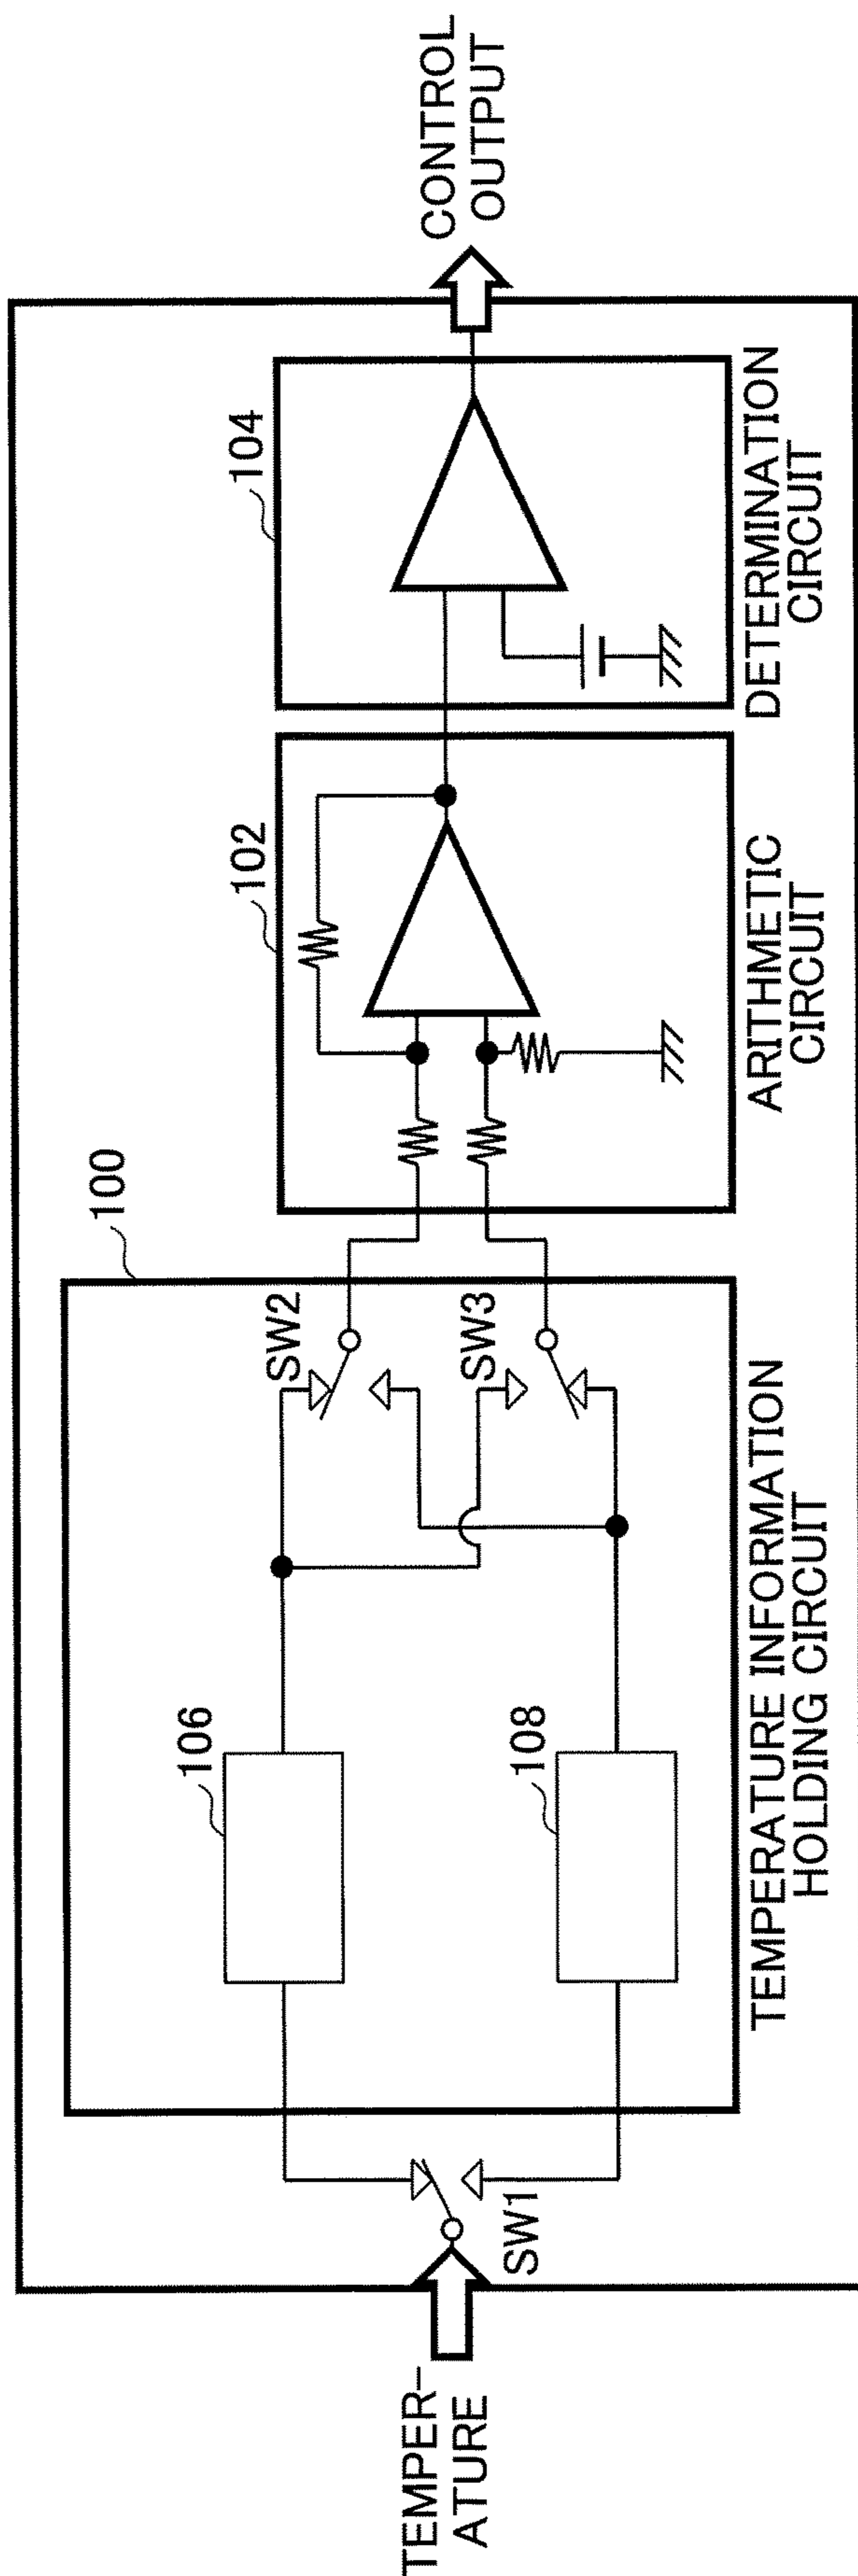 TEMPER-
ATURE
SW1
106
108
SW2
SW3
100
TEMPERATURE INFORMATION
HOLDING CIRCUIT
102
ARITHMETIC
CIRCUIT
104
DETERMINATION
CIRCUIT
CONTROL
OUTPUT